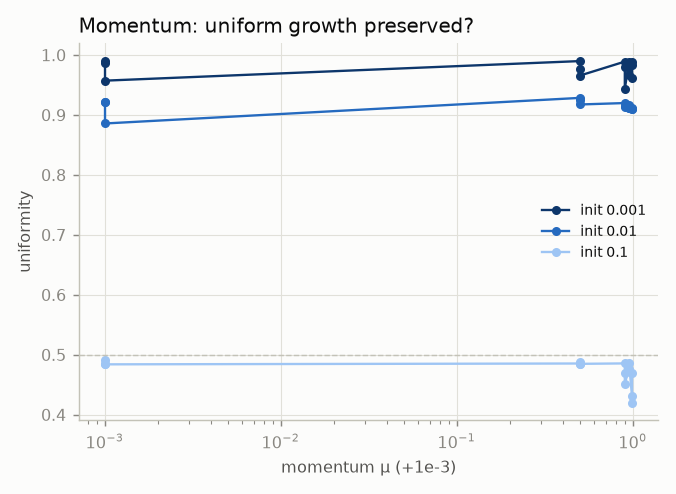 Momentum: uniform growth preserved?
uniformity
1.0
0.9
0.8
0.7
0.6
0.5
0.4
init 0.001
init 0.01
init 0.1
10⁻³ 10⁻² 10⁻¹ 10⁰
momentum μ (+1e-3)